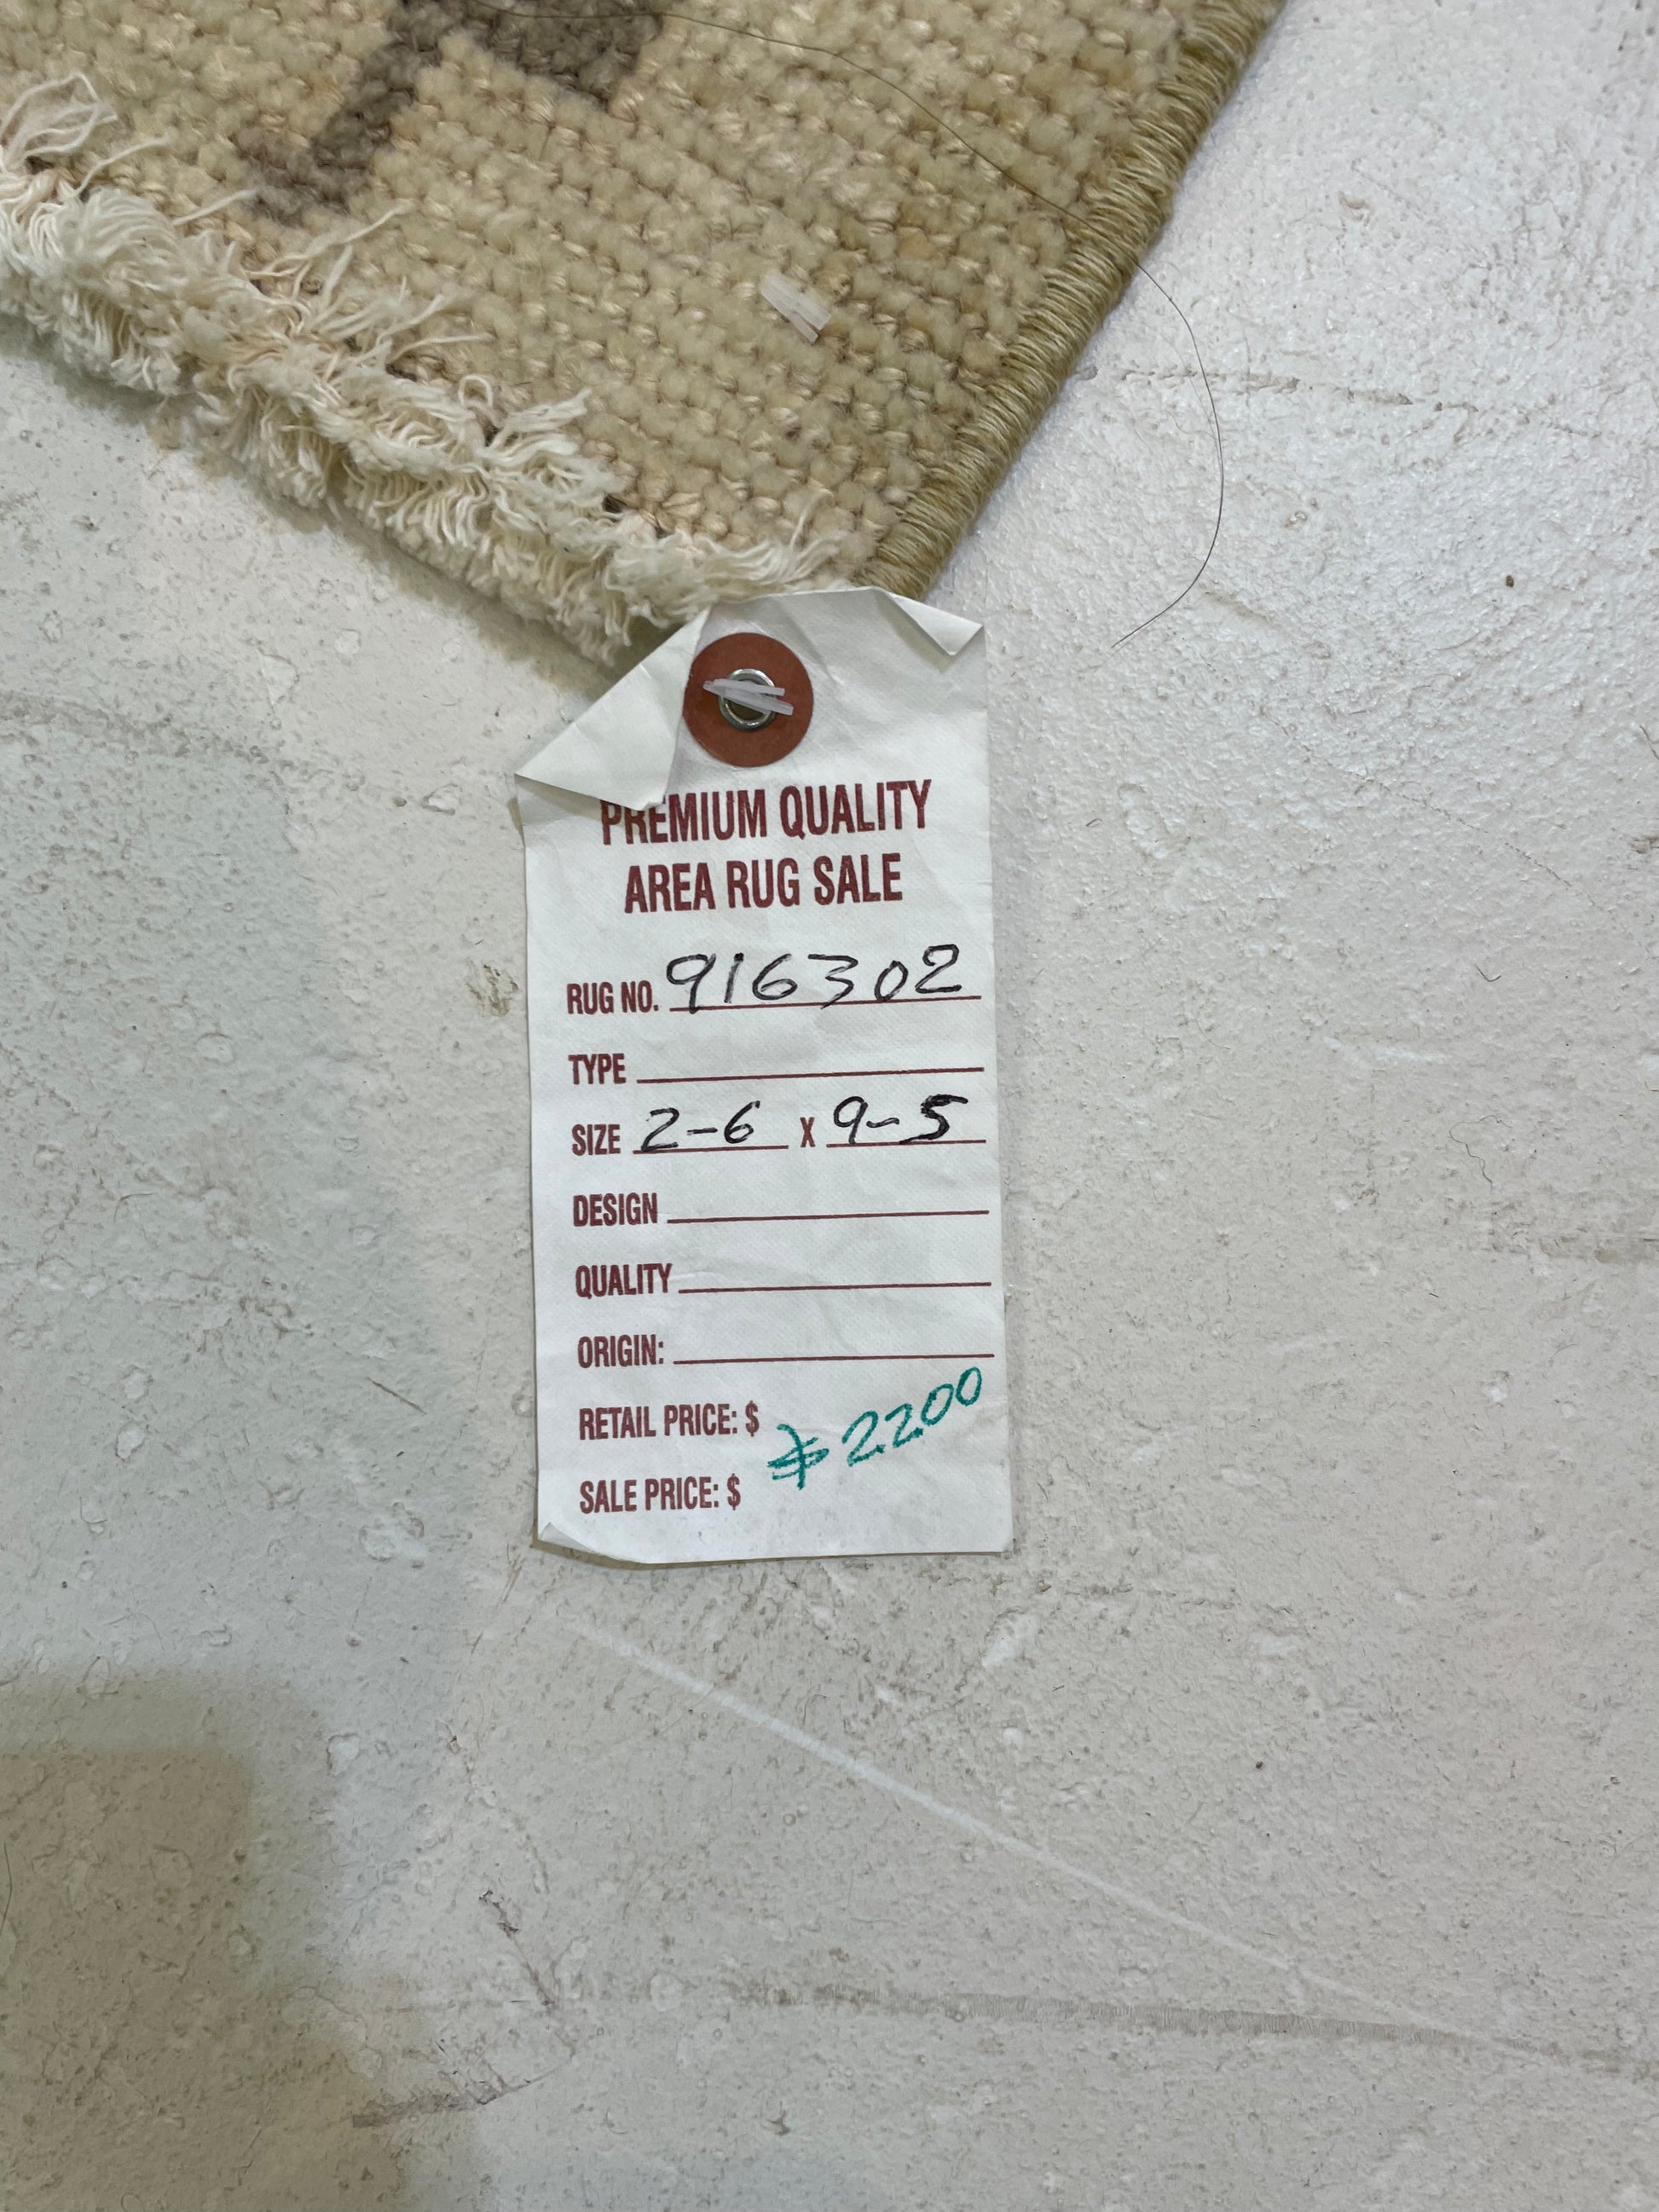 PREMIUM QUALITY
AREA RUG SALE
RUG NO. 916302
TYPE
SIZE 2-6 X 9-5
DESIGN
QUALITY
ORIGIN:
RETAIL PRICE: $
$2200
SALE PRICE: $